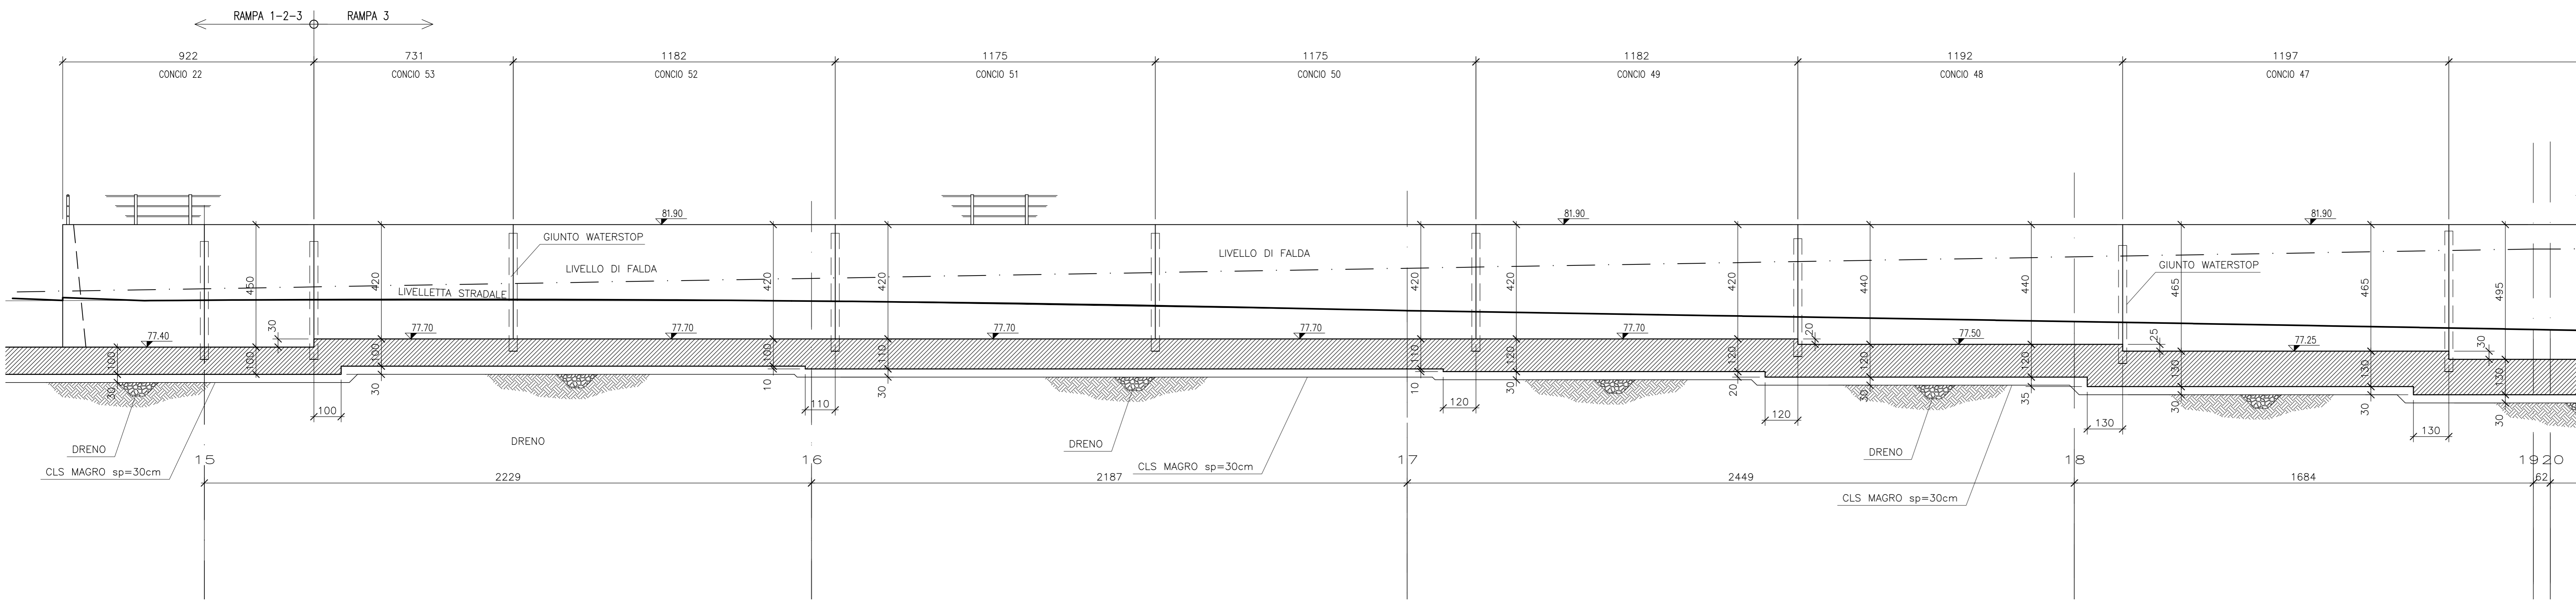 RAMPA 1-2-3 RAMPA 3
922 731 1182 1175 1175 1182 1192 1197
CONCIO 22 CONCIO 53 CONCIO 52 CONCIO 51 CONCIO 50 CONCIO 49 CONCIO 48 CONCIO 47
81.90 81.90 81.90
GIUNTO WATERSTOP
LIVELLO DI FALDA
LIVELLO DI FALDA
GIUNTO WATERSTOP
450 420 420 420 420 420 420 440 440 465 465 495
LIVELLETTA STRADALE
30 20 25 30
77.40 77.70 77.70 77.70 77.70 77.70 77.50 77.25
100 100 100 100 110 110 120 120 120 120 130 130 130
30 30 10 30 10 30 20 30 35 30 30 30
100 110 120 120 130 130
DRENO
DRENO
DRENO
DRENO
CLS MAGRO sp=30cm
CLS MAGRO sp=30cm
CLS MAGRO sp=30cm
15 16 17 18 19 20
2229 2187 2449 1684 62